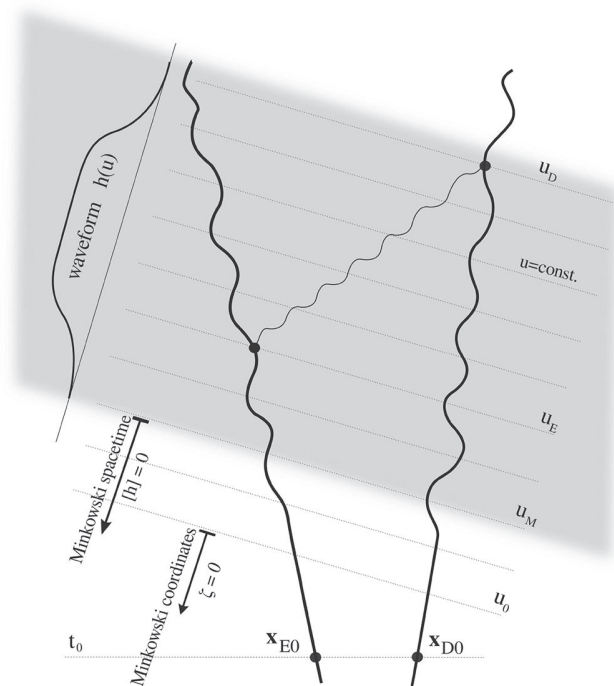 waveform h(u)
u_D
u=const.
u_E
u_M
u_0
Minkowski spacetime
[h] = 0
Minkowski coordinates
ζ = 0
t_0
x_E0
x_D0